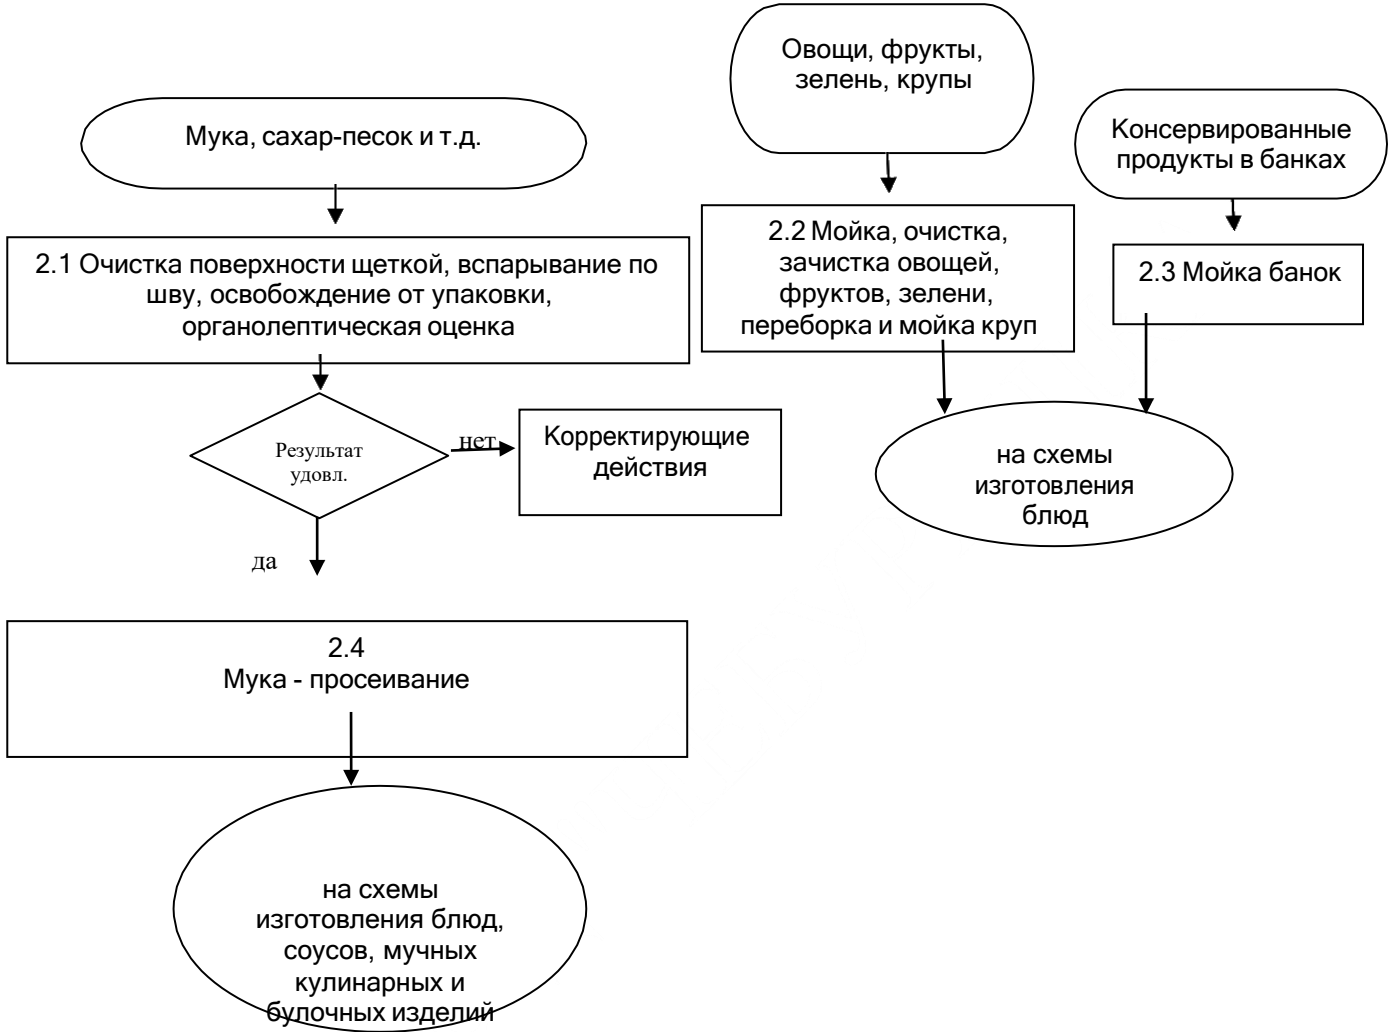 Овощи, фрукты,
зелень, крупы
Мука, сахар-песок и т.д.
Консервированные
продукты в банках
2.1 Очистка поверхности щеткой, вспарывание по
шву, освобождение от упаковки,
органолептическая оценка
2.2 Мойка, очистка,
зачистка овощей,
фруктов, зелени,
переборка и мойка круп
2.3 Мойка банок
Результат
удовл.
нет
Корректирующие
действия
на схемы
изготовления
блюд
да
2.4
Мука - просеивание
на схемы
изготовления блюд,
соусов, мучных
кулинарных и
булочных изделий